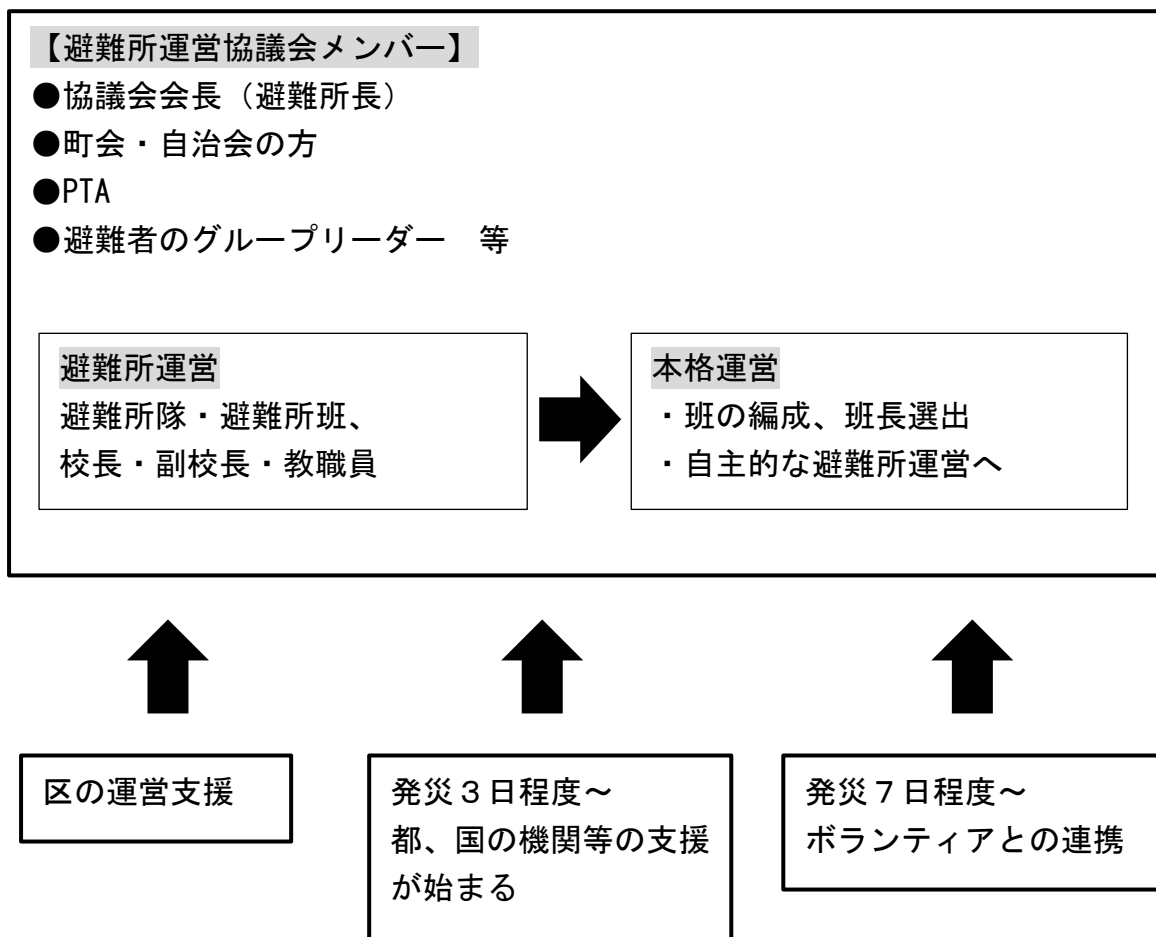 【避難所運営協議会メンバー】
●協議会会長（避難所長）
●町会・自治会の方
●PTA
●避難者のグループリーダー　等
避難所運営
避難所隊・避難所班、
校長・副校長・教職員
本格運営
・班の編成、班長選出
・自主的な避難所運営へ
区の運営支援
発災３日程度～
都、国の機関等の支援
が始まる
発災７日程度～
ボランティアとの連携